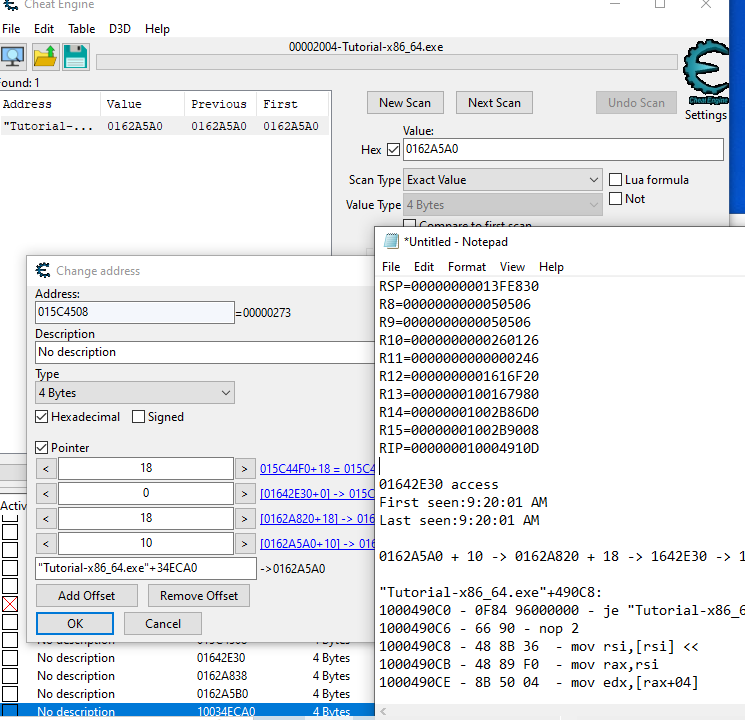 Cheat Engine
File Edit Table D3D Help
00002004-Tutorial-x86_64.exe
Found: 1
Address Value Previous First
"Tutorial-... 0162A5A0 0162A5A0 0162A5A0
New Scan Next Scan Undo Scan
Cheat Engine
Settings
Value:
Hex 0162A5A0
Scan Type Exact Value Lua formula
Not
Value Type 4 Bytes
Compare to first scan
Change address
Address:
015C4508 =00000273
Description
No description
Type
4 Bytes
Hexadecimal Signed
Pointer
< 18 > 015C44F0+18 = 015C4
< 0 > [01642E30+0] -> 015C
< 18 > [0162A820+18] -> 016
< 10 > [0162A5A0+10] -> 016
"Tutorial-x86_64.exe"+34ECA0 ->0162A5A0
Add Offset Remove Offset
OK Cancel
Activ
No description 015C4508 4 Bytes
No description 01642E30 4 Bytes
No description 0162A838 4 Bytes
No description 0162A5B0 4 Bytes
No description 10034ECA0 4 Bytes
*Untitled - Notepad
File Edit Format View Help
RSP=00000000013FE830
R8=0000000000050506
R9=0000000000050506
R10=0000000000260126
R11=0000000000000246
R12=0000000001616F20
R13=0000000100167980
R14=00000001002B86D0
R15=00000001002B9008
RIP=000000010004910D
01642E30 access
First seen:9:20:01 AM
Last seen:9:20:01 AM
0162A5A0 + 10 -> 0162A820 + 18 -> 1642E30 -> 1
"Tutorial-x86_64.exe"+490C8:
1000490C0 - 0F84 96000000 - je "Tutorial-x86_6
1000490C6 - 66 90 - nop 2
1000490C8 - 48 8B 36 - mov rsi,[rsi] <<
1000490CB - 48 89 F0 - mov rax,rsi
1000490CE - 8B 50 04 - mov edx,[rax+04]